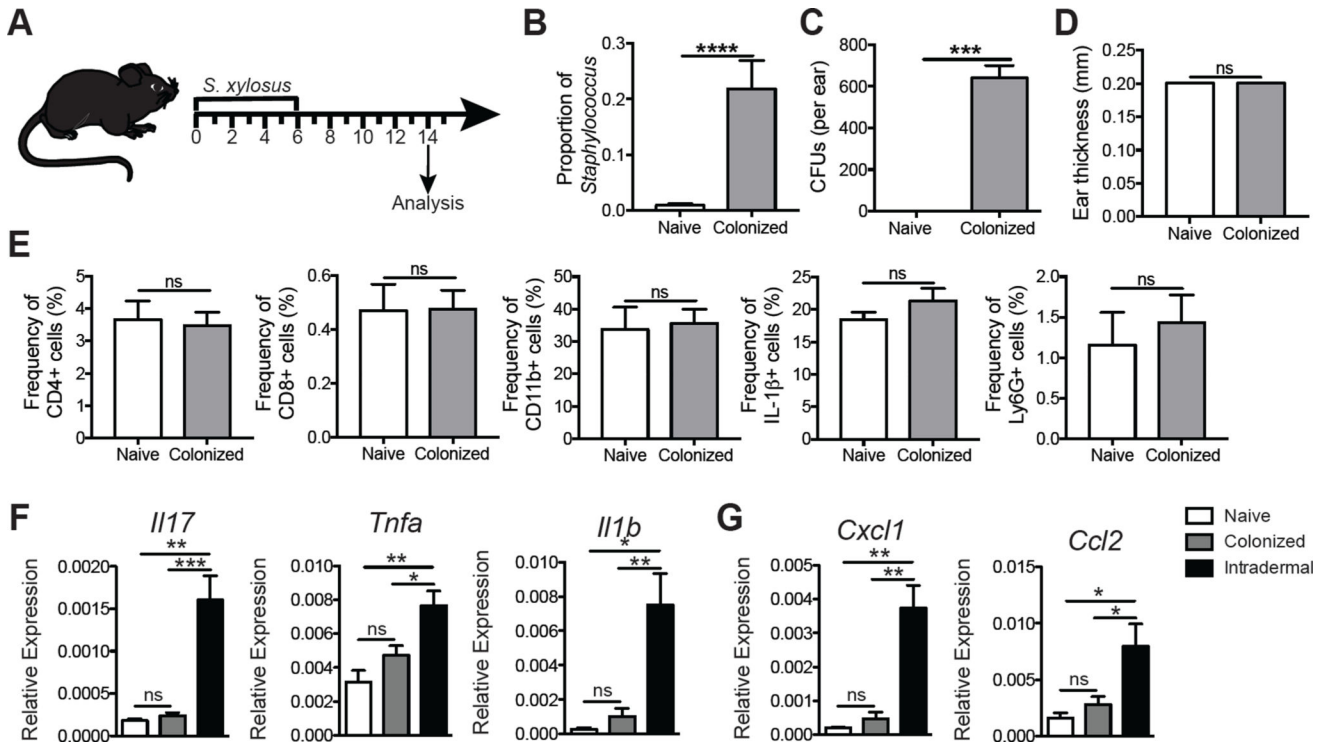 A
S. xylosus
0 2 4 6 8 10 12 14
Analysis
B
Proportion of
Staphylococcus
0.3
0.2
0.1
0.0
****
Naive Colonized
C
CFUs (per ear)
800
600
400
200
0
***
Naive Colonized
D
Ear thickness (mm)
0.25
0.20
0.15
0.10
0.05
0.00
ns
Naive Colonized
E
Frequency of
CD4+ cells (%)
5
4
3
2
1
0
ns
Naive Colonized
Frequency of
CD8+ cells (%)
0.6
0.4
0.2
0.0
ns
Naive Colonized
Frequency of
CD11b+ cells (%)
50
40
30
20
10
0
ns
Naive Colonized
Frequency of
IL-1β+ cells (%)
25
20
15
10
5
0
ns
Naive Colonized
Frequency of
Ly6G+ cells (%)
2.0
1.5
1.0
0.5
0.0
ns
Naive Colonized
F
Il17
Relative Expression
0.0020
0.0015
0.0010
0.0005
0.0000
**
***
ns
Tnfa
Relative Expression
0.010
0.008
0.006
0.004
0.002
0.000
**
*
ns
Il1b
Relative Expression
0.010
0.008
0.006
0.004
0.002
0.000
*
**
ns
G
Cxcl1
Relative Expression
0.005
0.004
0.003
0.002
0.001
0.000
**
**
ns
Ccl2
Relative Expression
0.015
0.010
0.005
0.000
*
*
ns
Naive
Colonized
Intradermal